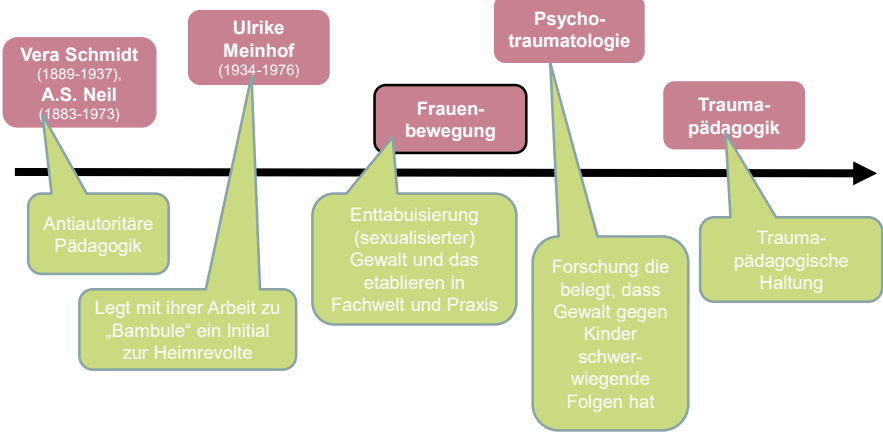 Vera Schmidt
(1889-1937),
A.S. Neil
(1883-1973)
Antiautoritäre
Pädagogik
Ulrike
Meinhof
(1934-1976)
Legt mit ihrer Arbeit zu
„Bambule“ ein Initial
zur Heimrevolte
Frauen-
bewegung
Enttabuisierung
(sexualisierter)
Gewalt und das
etablieren in
Fachwelt und Praxis
Psycho-
traumatologie
Forschung die
belegt, dass
Gewalt gegen
Kinder
schwer-
wiegende
Folgen hat
Trauma-
pädagogik
Trauma-
pädagogische
Haltung